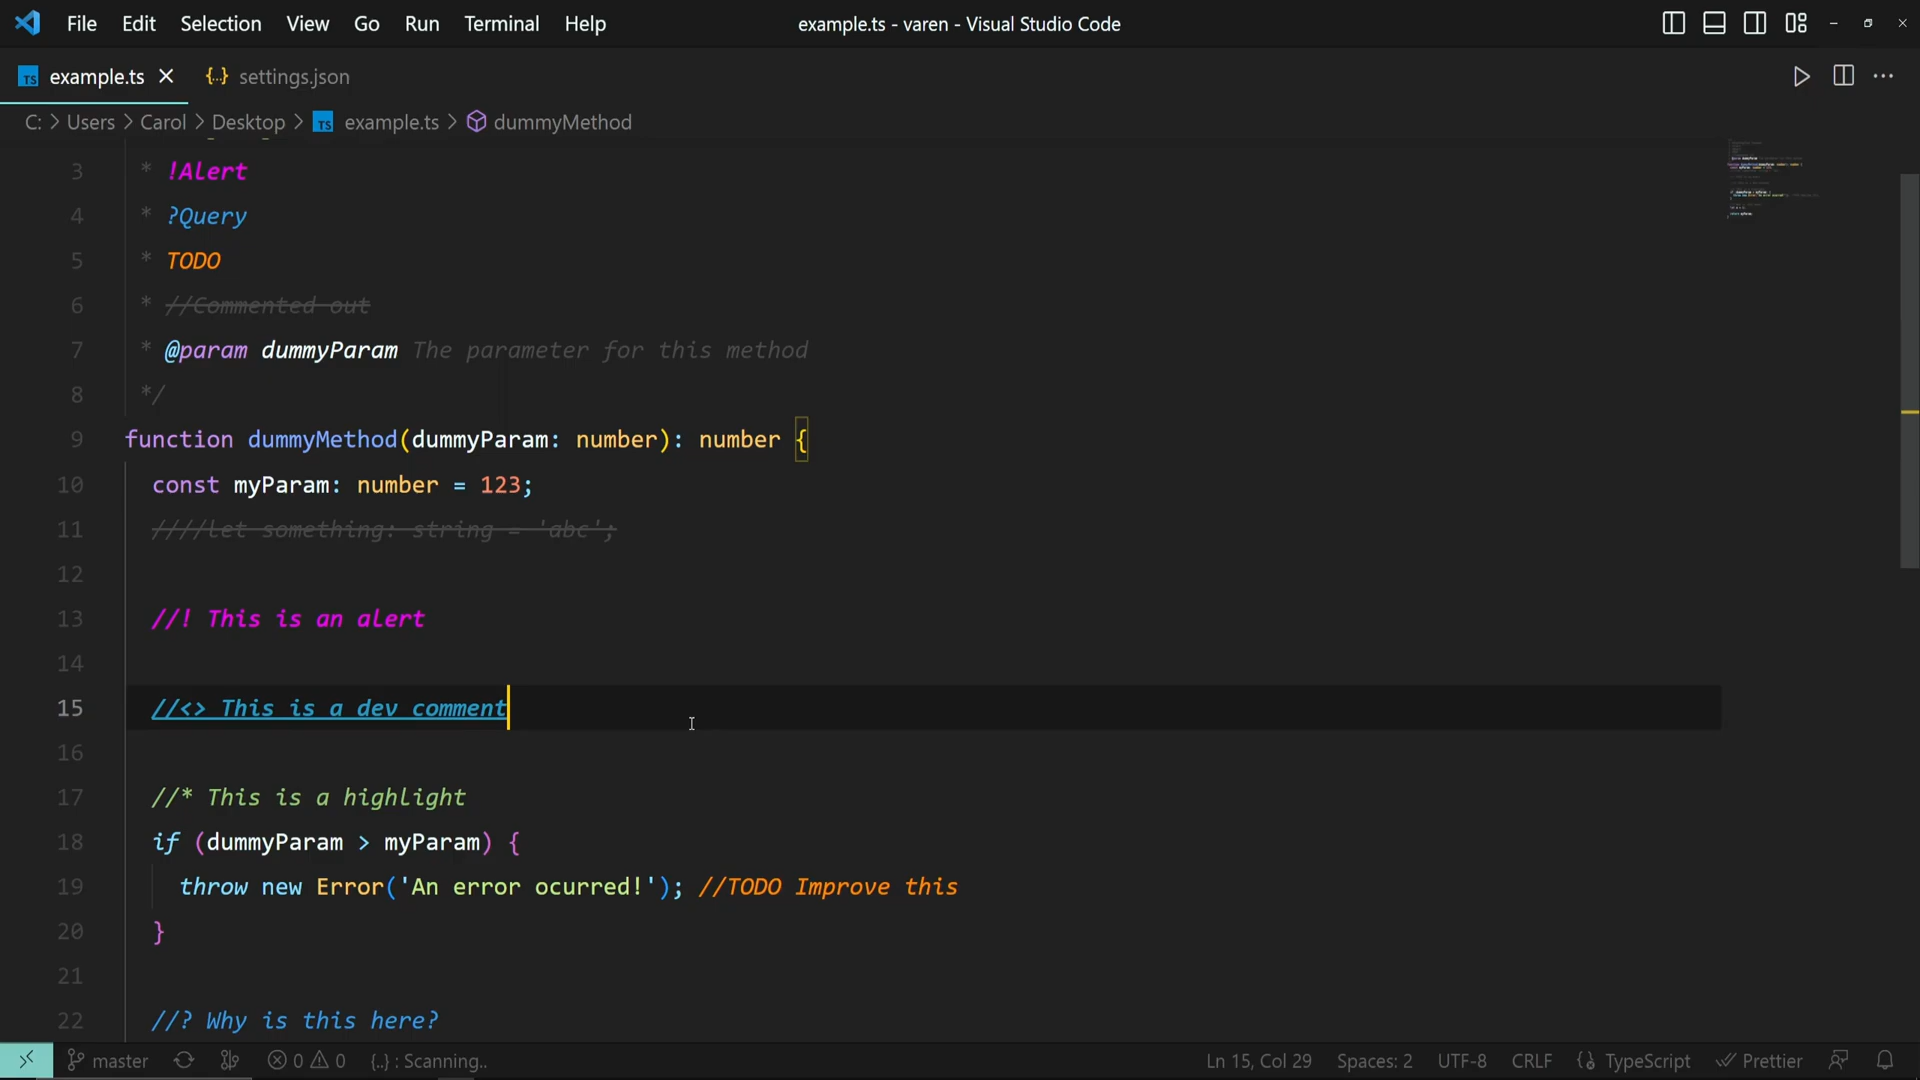 File Edit Selection View Go Run Terminal Help example.ts - varen - Visual Studio Code
TS example.ts settings.json
C: > Users > Carol > Desktop > TS example.ts > dummyMethod
3 * !Alert
4 * ?Query
5 * TODO
6 * //Commented out
7 * @param dummyParam The parameter for this method
8 */
9 function dummyMethod(dummyParam: number): number {
10 const myParam: number = 123;
11 ////let something: string = 'abc';
12
13 //! This is an alert
14
15 //<> This is a dev comment
16
17 //* This is a highlight
18 if (dummyParam > myParam) {
19 throw new Error('An error ocurred!'); //TODO Improve this
20 }
21
22 //? Why is this here?
master 0 0 {..} : Scanning.. Ln 15, Col 29 Spaces: 2 UTF-8 CRLF TypeScript Prettier